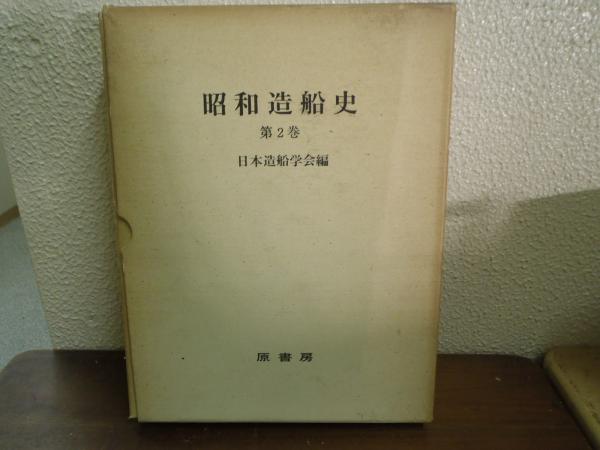 昭和造船史
第2巻
日本造船学会編
原書房